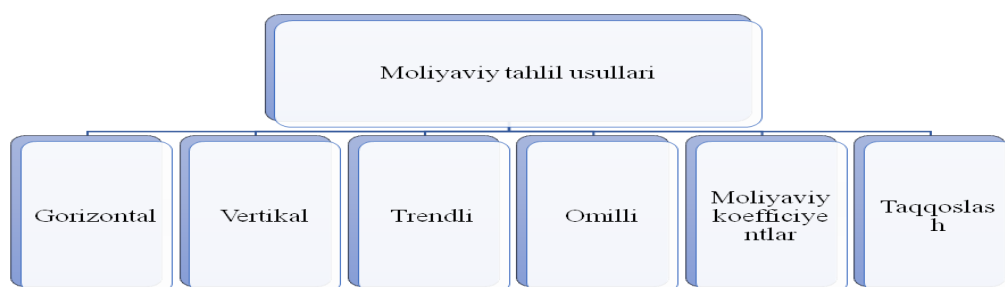 Moliyaviy tahlil usullari
Gorizontal
Vertikal
Trendli
Omilli
Moliyaviy
koefficiye
ntlar
Taqqoslas
h